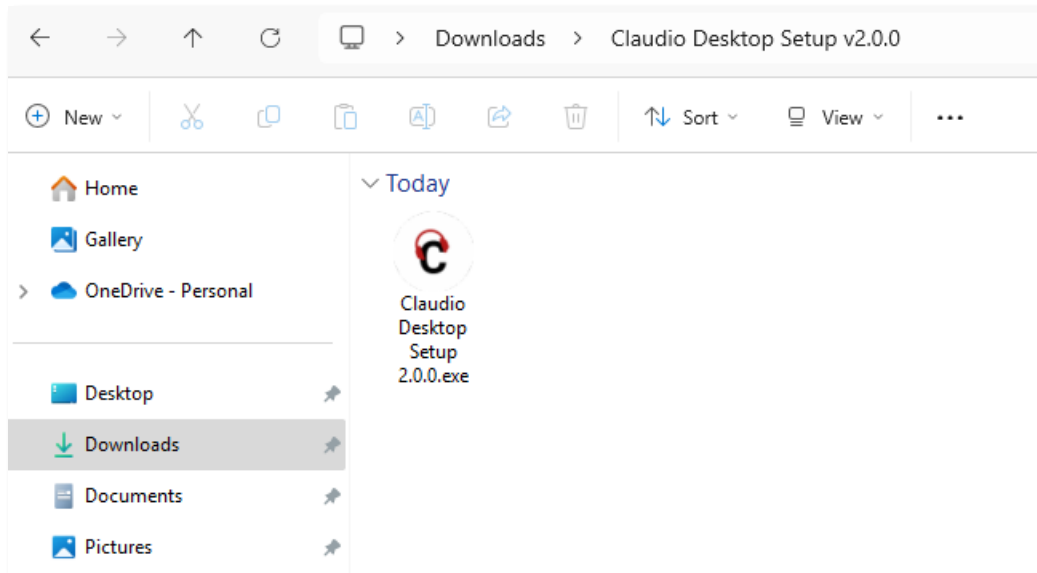 Downloads > Claudio Desktop Setup v2.0.0
New
Sort
View
Home
Gallery
OneDrive - Personal
Desktop
Downloads
Documents
Pictures
Today
C
Claudio
Desktop
Setup
2.0.0.exe